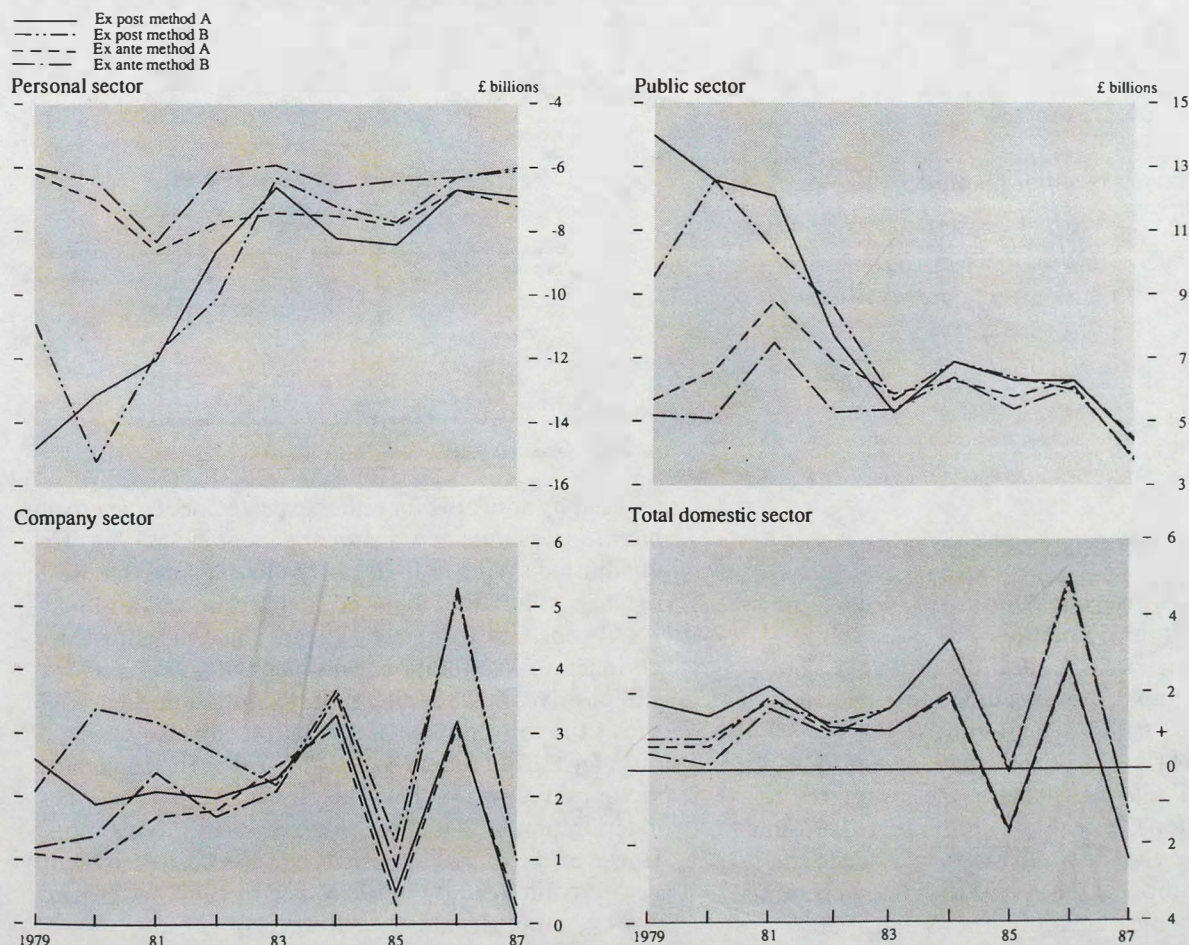 Ex post method A
Ex post method B
Ex ante method A
Ex ante method B
Personal sector £ billions
-4
-6
-8
-10
-12
-14
-16
Public sector £ billions
15
13
11
9
7
5
3
Company sector
6
5
4
3
2
1
0
1979 81 83 85 87
Total domestic sector
6
4
2
+
0
−
2
4
1979 81 83 85 87